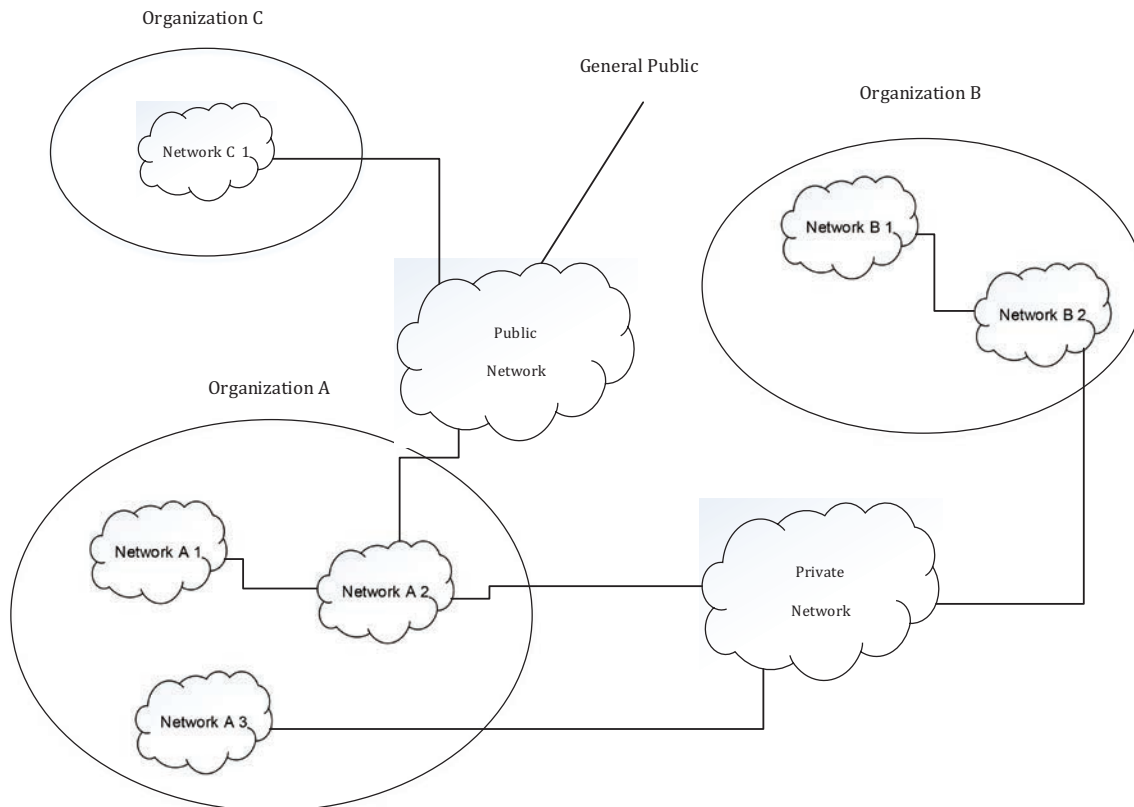 Organization C
General Public
Organization B
Network C 1
Network B 1
Network B 2
Public
Network
Organization A
Network A 1
Network A 2
Private
Network
Network A 3